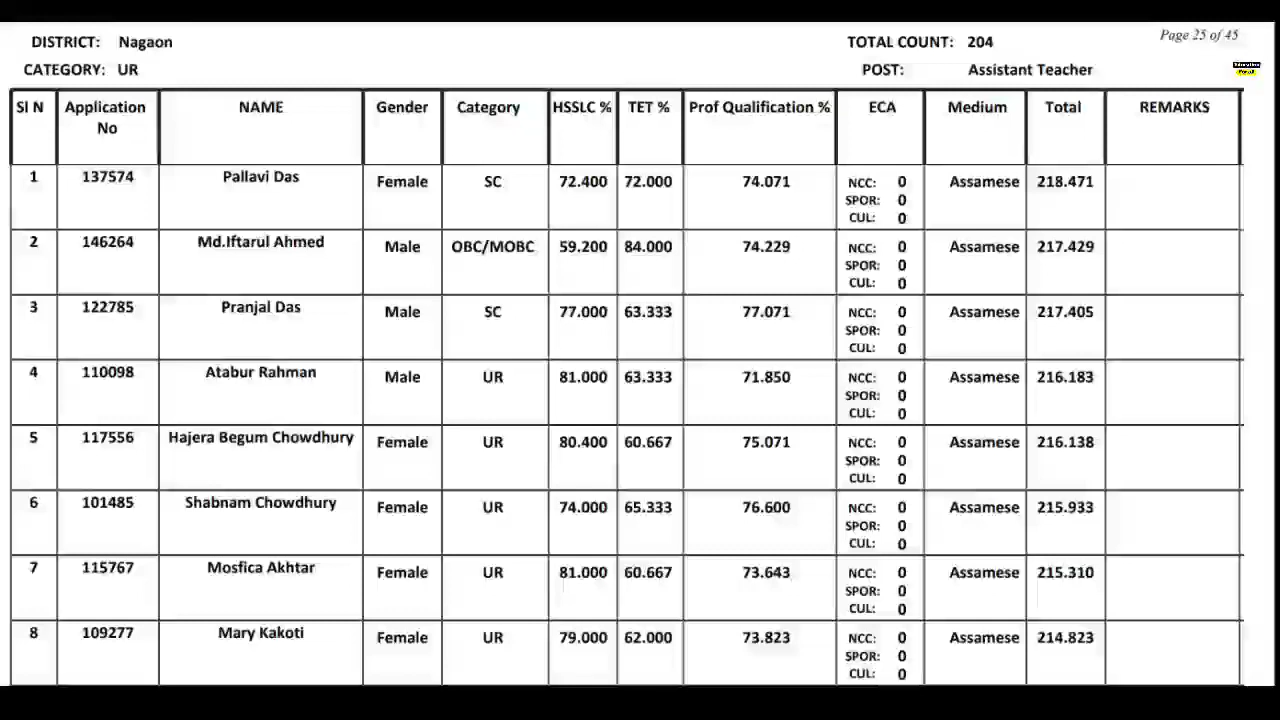 Page 25 of 45
DISTRICT: Nagaon TOTAL COUNT: 204
CATEGORY: UR POST: Assistant Teacher
Sl N Application No NAME Gender Category HSSLC % TET % Prof Qualification % ECA Medium Total REMARKS
1 137574 Pallavi Das Female SC 72.400 72.000 74.071 NCC: 0 Assamese 218.471
SPOR: 0
CUL: 0
2 146264 Md.Iftarul Ahmed Male OBC/MOBC 59.200 84.000 74.229 NCC: 0 Assamese 217.429
SPOR: 0
CUL: 0
3 122785 Pranjal Das Male SC 77.000 63.333 77.071 NCC: 0 Assamese 217.405
SPOR: 0
CUL: 0
4 110098 Atabur Rahman Male UR 81.000 63.333 71.850 NCC: 0 Assamese 216.183
SPOR: 0
CUL: 0
5 117556 Hajera Begum Chowdhury Female UR 80.400 60.667 75.071 NCC: 0 Assamese 216.138
SPOR: 0
CUL: 0
6 101485 Shabnam Chowdhury Female UR 74.000 65.333 76.600 NCC: 0 Assamese 215.933
SPOR: 0
CUL: 0
7 115767 Mosfica Akhtar Female UR 81.000 60.667 73.643 NCC: 0 Assamese 215.310
SPOR: 0
CUL: 0
8 109277 Mary Kakoti Female UR 79.000 62.000 73.823 NCC: 0 Assamese 214.823
SPOR: 0
CUL: 0